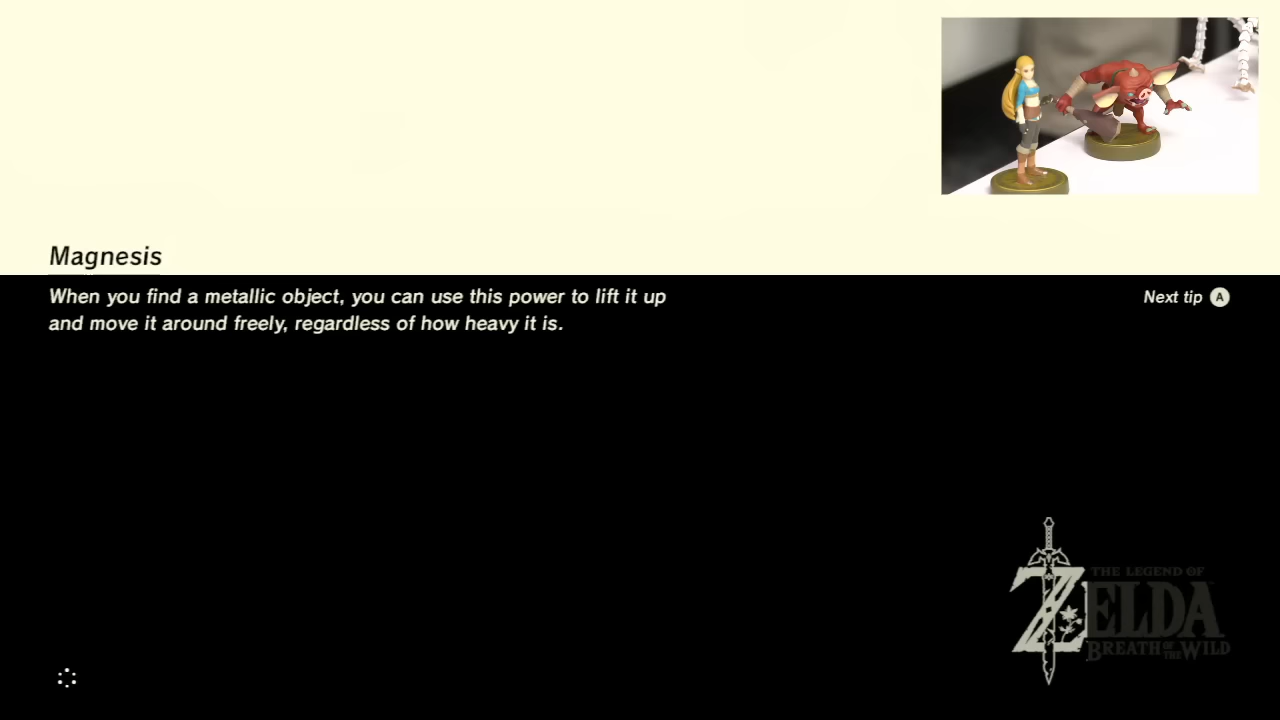 Magnesis
When you find a metallic object, you can use this power to lift it up
and move it around freely, regardless of how heavy it is.
Next tip A
THE LEGEND OF
ZELDA
BREATH OF THE WILD